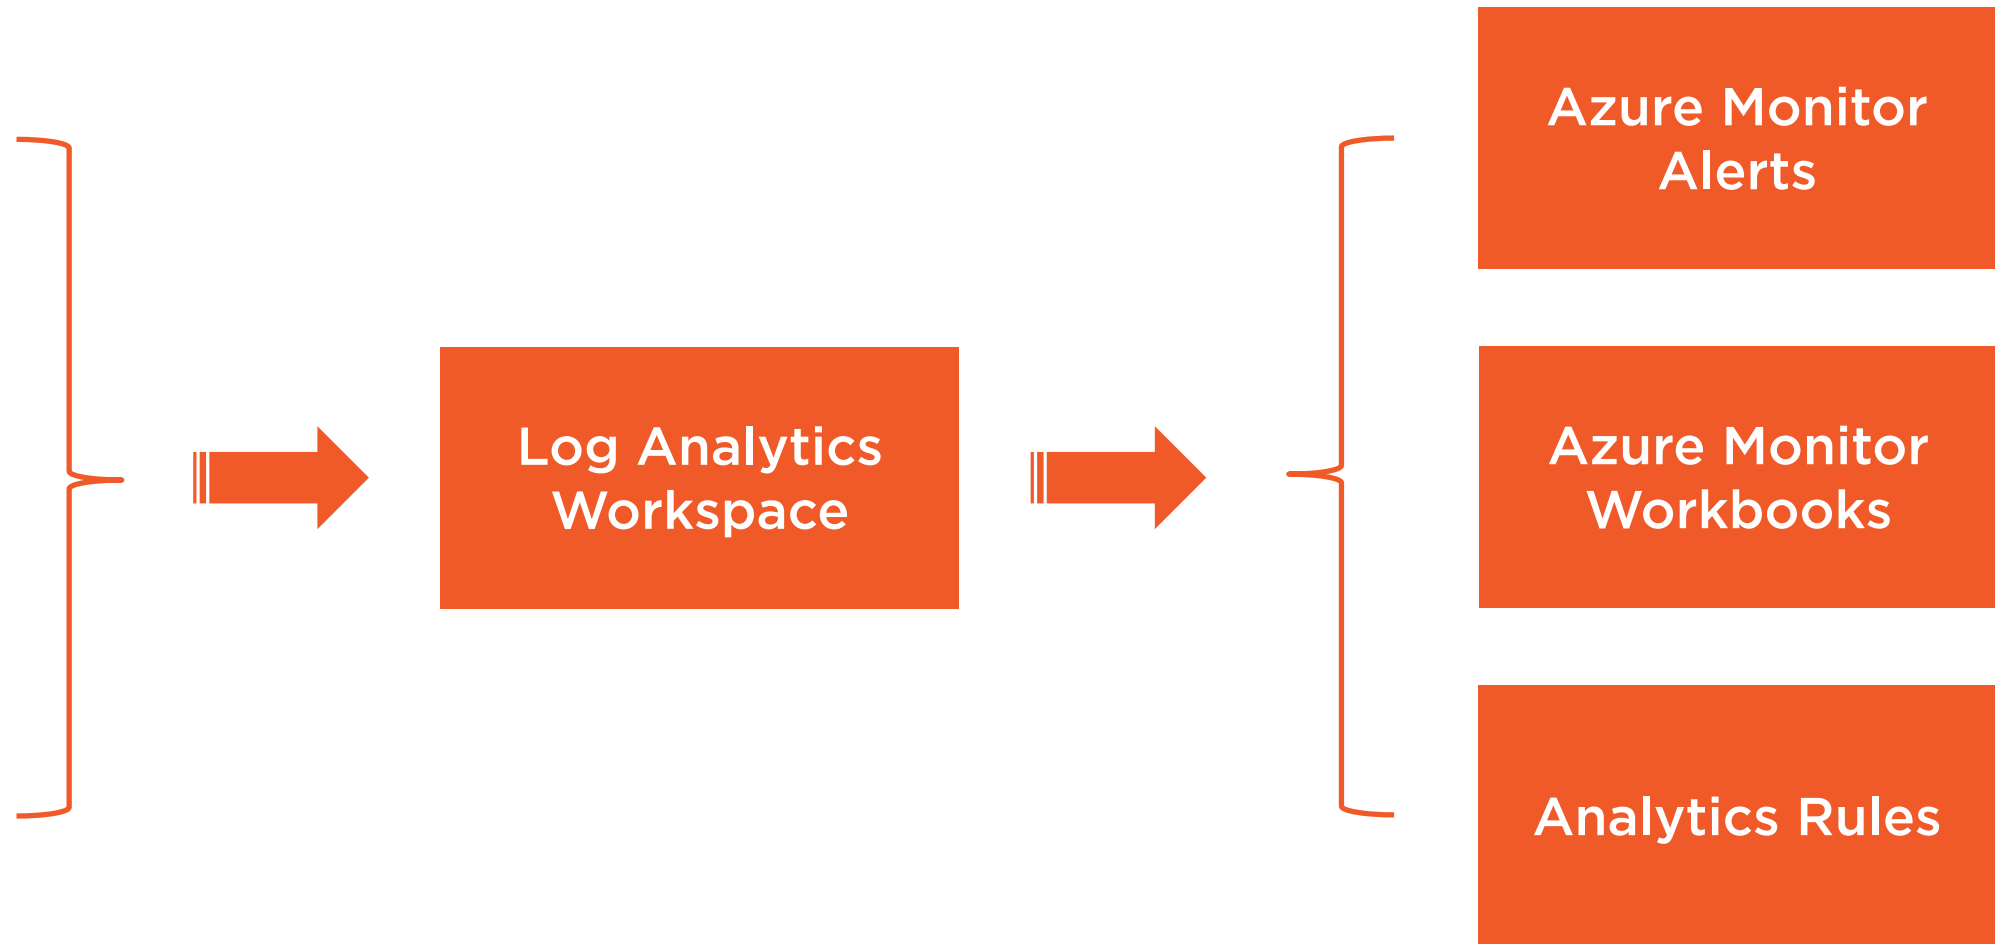 Azure Monitor
Alerts
Log Analytics
Workspace
Azure Monitor
Workbooks
Analytics Rules